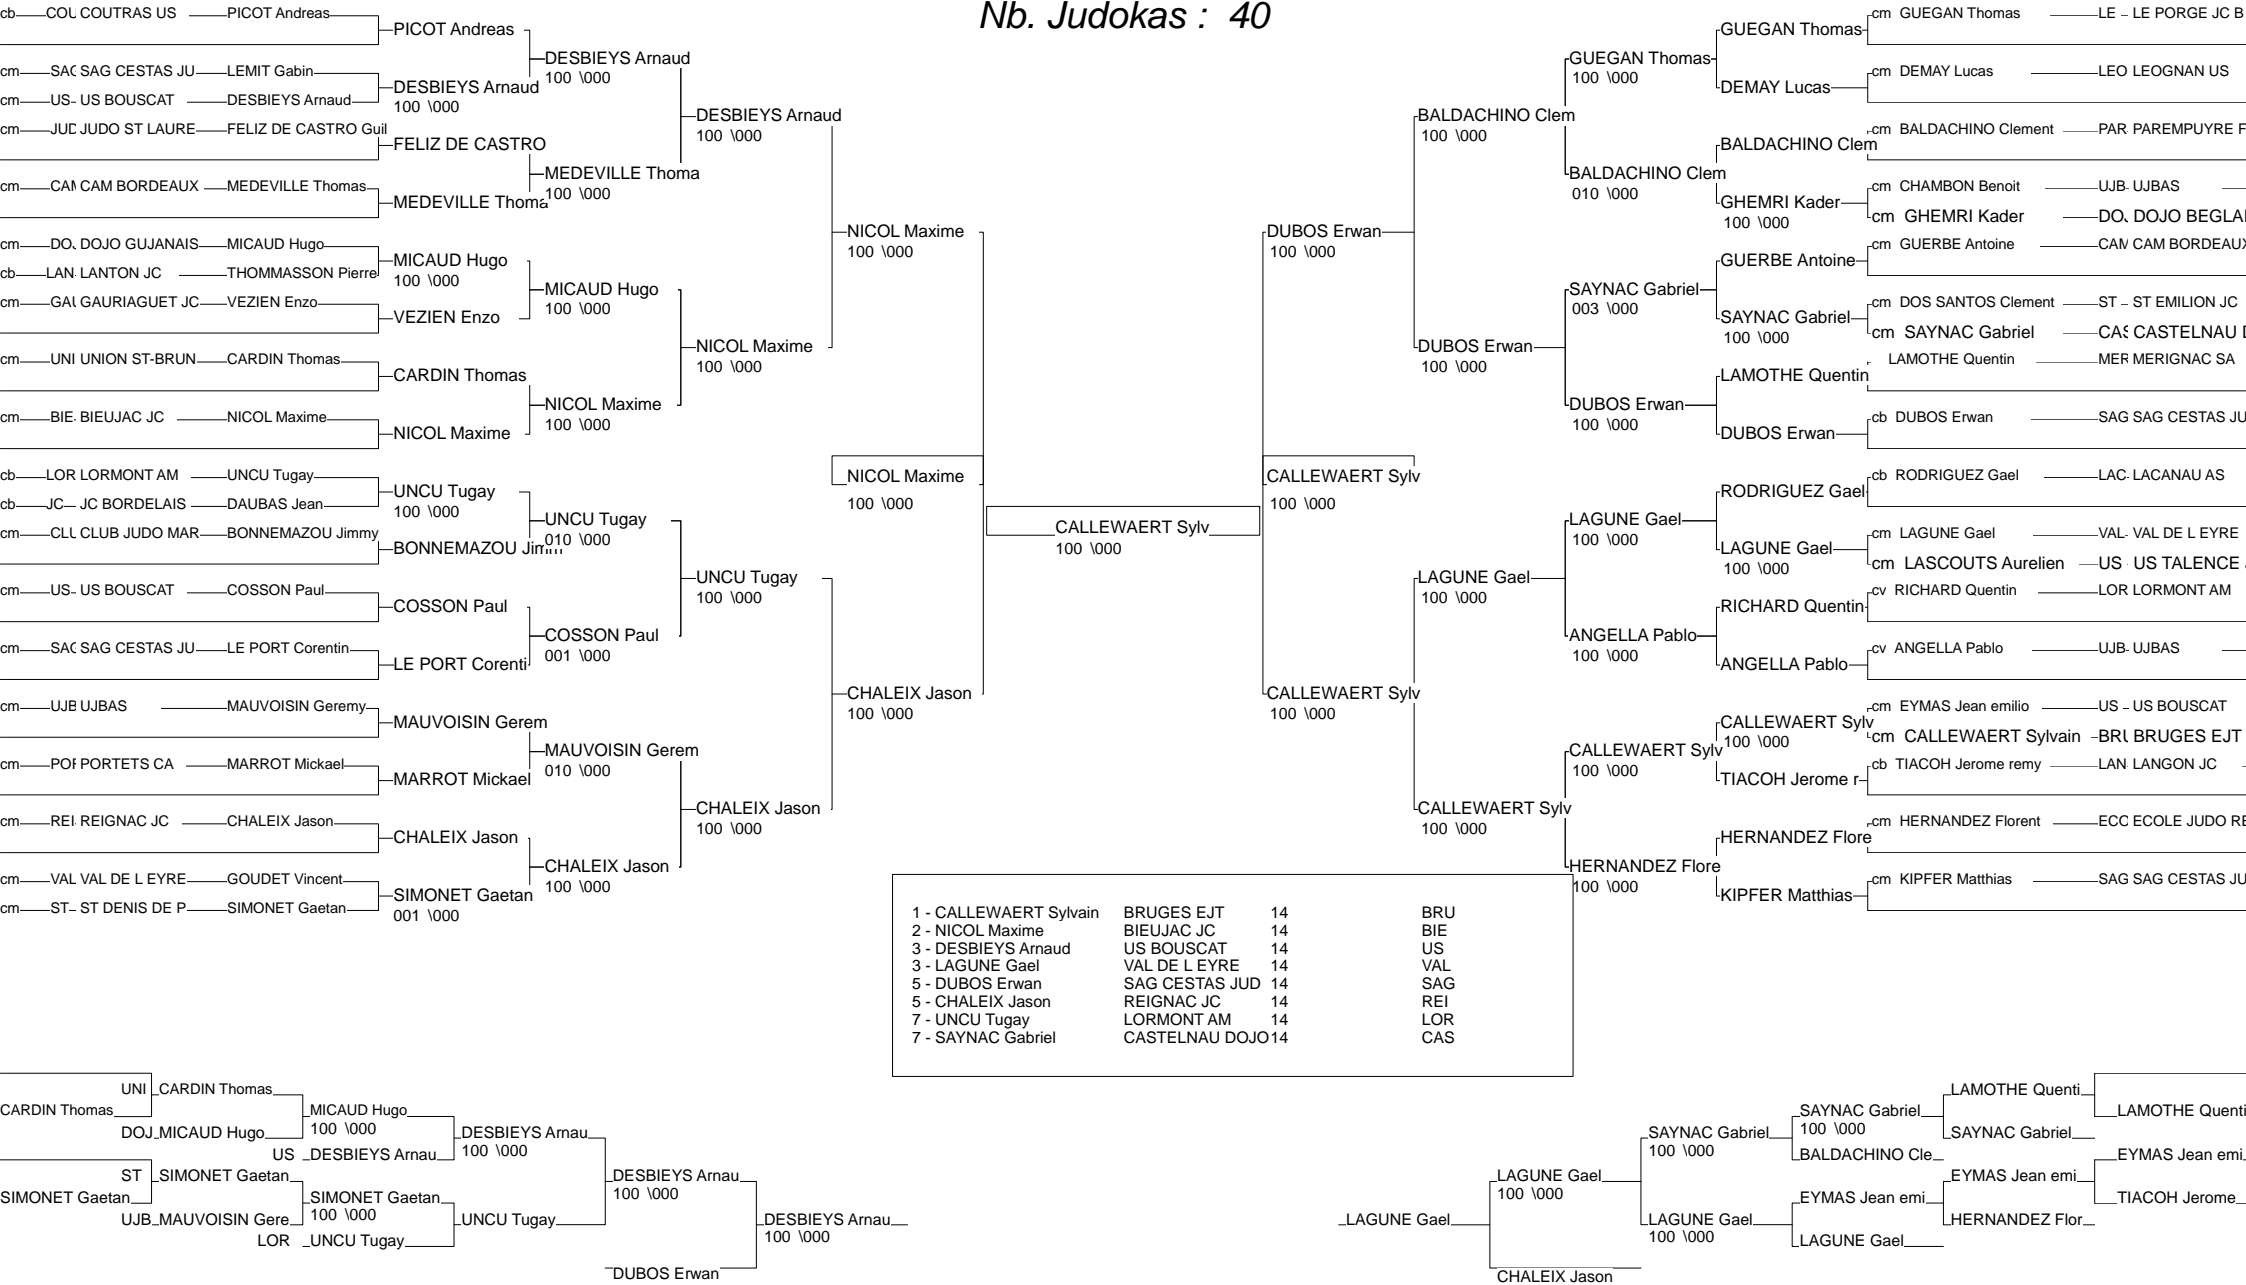 Nb. Judokas : 40
cb COU COUTRAS US PICOT Andreas
PICOT Andreas
DESBIEYS Arnaud
100 \000
cm SAG SAG CESTAS JU LEMIT Gabin
DESBIEYS Arnaud
100 \000
cm US US BOUSCAT DESBIEYS Arnaud
DESBIEYS Arnaud
100 \000
cm JUD JUDO ST LAURE FELIZ DE CASTRO Guil
FELIZ DE CASTRO
MEDEVILLE Thoma
100 \000
cm CAM CAM BORDEAUX MEDEVILLE Thomas
MEDEVILLE Thoma
cm DOJ DOJO GUJANAIS MICAUD Hugo
NICOL Maxime
100 \000
MICAUD Hugo
100 \000
cb LAN LANTON JC THOMMASSON Pierre
MICAUD Hugo
100 \000
cm GAU GAURIAGUET JC VEZIEN Enzo
VEZIEN Enzo
NICOL Maxime
100 \000
cm UNI UNION ST-BRUN CARDIN Thomas
CARDIN Thomas
NICOL Maxime
100 \000
cm BIE BIEUJAC JC NICOL Maxime
NICOL Maxime
cb LOR LORMONT AM UNCU Tugay
NICOL Maxime
100 \000
UNCU Tugay
100 \000
cb JC JC BORDELAIS DAUBAS Jean
UNCU Tugay
010 \000
cm CLU CLUB JUDO MAR BONNEMAZOU Jimmy
BONNEMAZOU Jimm
UNCU Tugay
100 \000
cm US US BOUSCAT COSSON Paul
COSSON Paul
COSSON Paul
001 \000
cm SAG SAG CESTAS JU LE PORT Corentin
LE PORT Corenti
CHALEIX Jason
100 \000
cm UJB UJBAS MAUVOISIN Geremy
MAUVOISIN Gerem
MAUVOISIN Gerem
010 \000
cm POR PORTETS CA MARROT Mickael
MARROT Mickael
CHALEIX Jason
100 \000
cm REI REIGNAC JC CHALEIX Jason
CHALEIX Jason
CHALEIX Jason
100 \000
cm VAL VAL DE L EYRE GOUDET Vincent
SIMONET Gaetan
001 \000
cm ST ST DENIS DE P SIMONET Gaetan
CALLEWAERT Sylv
100 \000
GUEGAN Thomas
cm GUEGAN Thomas LE LE PORGE JC B
GUEGAN Thomas
100 \000
DEMAY Lucas
cm DEMAY Lucas LEO LEOGNAN US
BALDACHINO Clem
100 \000
BALDACHINO Clem
cm BALDACHINO Clement PAR PAREMPUYRE F
BALDACHINO Clem
010 \000
GHEMRI Kader
100 \000
cm CHAMBON Benoit UJB UJBAS
cm GHEMRI Kader DOJ DOJO BEGLAI
DUBOS Erwan
100 \000
GUERBE Antoine
cm GUERBE Antoine CAM CAM BORDEAUX
SAYNAC Gabriel
003 \000
SAYNAC Gabriel
100 \000
cm DOS SANTOS Clement ST ST EMILION JC
cm SAYNAC Gabriel CAS CASTELNAU D
DUBOS Erwan
100 \000
LAMOTHE Quentin
LAMOTHE Quentin MER MERIGNAC SA
DUBOS Erwan
100 \000
DUBOS Erwan
cb DUBOS Erwan SAG SAG CESTAS JU
CALLEWAERT Sylv
100 \000
RODRIGUEZ Gael
cb RODRIGUEZ Gael LAC LACANAU AS
LAGUNE Gael
100 \000
LAGUNE Gael
100 \000
cm LAGUNE Gael VAL VAL DE L EYRE
cm LASCOUTS Aurelien US US TALENCE
LAGUNE Gael
100 \000
RICHARD Quentin
cv RICHARD Quentin LOR LORMONT AM
ANGELLA Pablo
100 \000
ANGELLA Pablo
cv ANGELLA Pablo UJB UJBAS
CALLEWAERT Sylv
100 \000
CALLEWAERT Sylv
100 \000
cm EYMAS Jean emilio US US BOUSCAT
cm CALLEWAERT Sylvain BRU BRUGES EJT
CALLEWAERT Sylv
100 \000
TIACOH Jerome r
cb TIACOH Jerome remy LAN LANGON JC
CALLEWAERT Sylv
100 \000
HERNANDEZ Flore
cm HERNANDEZ Florent ECO ECOLE JUDO RE
HERNANDEZ Flore
100 \000
KIPFER Matthias
cm KIPFER Matthias SAG SAG CESTAS JU
1 - CALLEWAERT Sylvain BRUGES EJT 14 BRU
2 - NICOL Maxime BIEUJAC JC 14 BIE
3 - DESBIEYS Arnaud US BOUSCAT 14 US
3 - LAGUNE Gael VAL DE L EYRE 14 VAL
5 - DUBOS Erwan SAG CESTAS JUD 14 SAG
5 - CHALEIX Jason REIGNAC JC 14 REI
7 - UNCU Tugay LORMONT AM 14 LOR
7 - SAYNAC Gabriel CASTELNAU DOJO 14 CAS
UNI CARDIN Thomas
CARDIN Thomas
MICAUD Hugo
100 \000
DOJ MICAUD Hugo
DESBIEYS Arnau
100 \000
US DESBIEYS Arnau
ST SIMONET Gaetan
DESBIEYS Arnau
100 \000
SIMONET Gaetan
SIMONET Gaetan
100 \000
UJB MAUVOISIN Gere
UNCU Tugay
DESBIEYS Arnau
100 \000
LOR UNCU Tugay
DUBOS Erwan
LAMOTHE Quenti
SAYNAC Gabriel
100 \000
LAMOTHE Quenti
SAYNAC Gabriel
100 \000
SAYNAC Gabriel
BALDACHINO Cle
EYMAS Jean emi
LAGUNE Gael
100 \000
EYMAS Jean emi
EYMAS Jean emi
TIACOH Jerome
LAGUNE Gael
LAGUNE Gael
100 \000
HERNANDEZ Flor
LAGUNE Gael
CHALEIX Jason